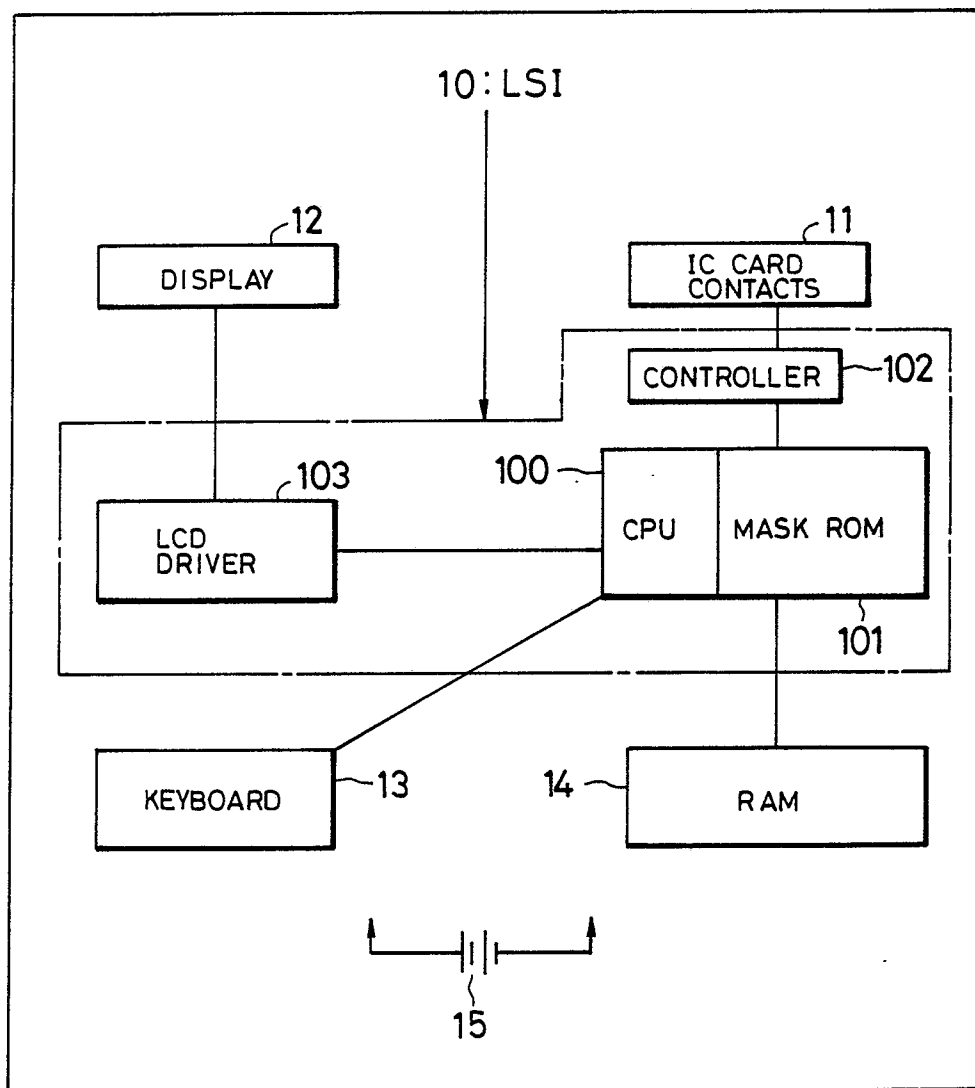 10:LSI
12
DISPLAY
11
IC CARD
CONTACTS
CONTROLLER
102
103
LCD
DRIVER
100
CPU
MASK ROM
101
KEYBOARD
13
14
RAM
15